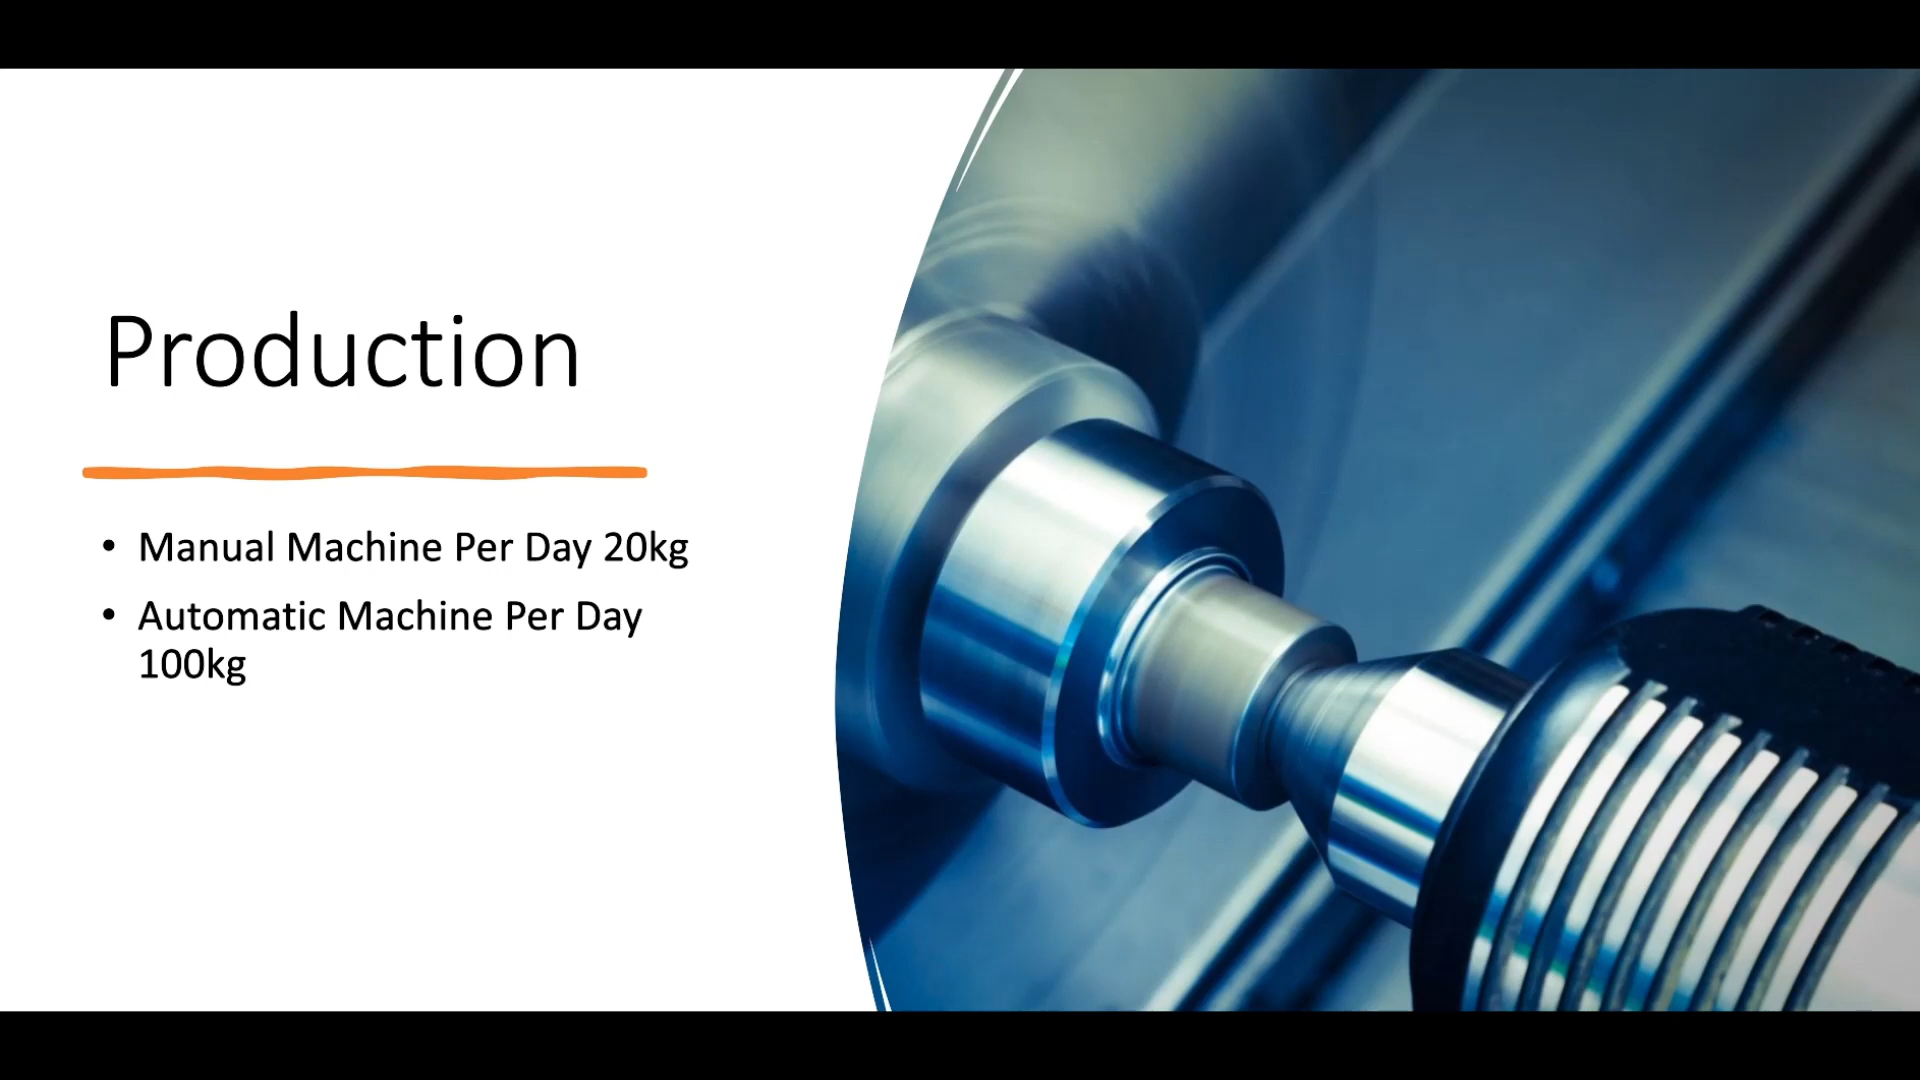 Production
• Manual Machine Per Day 20kg
• Automatic Machine Per Day
100kg